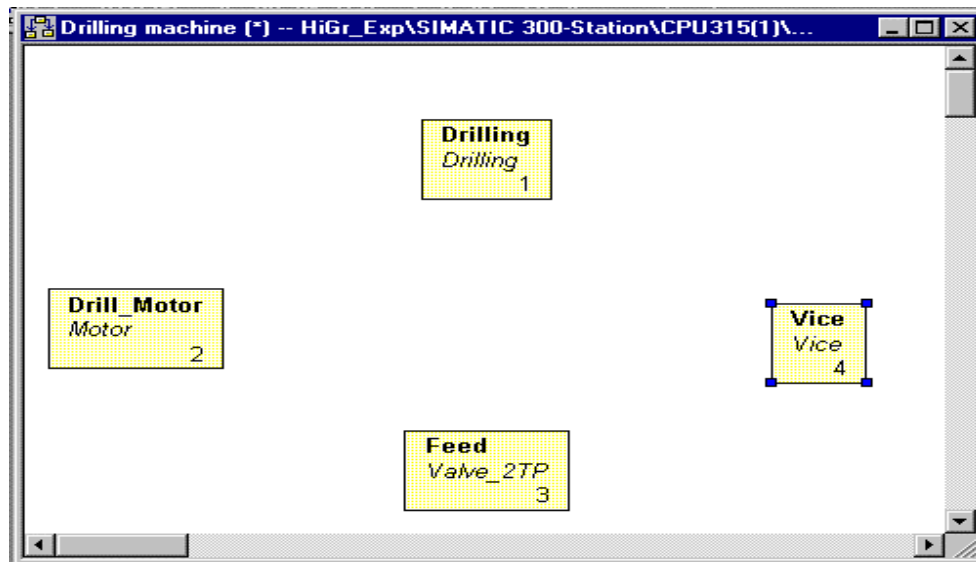 Drilling machine (*) -- HiGr_Exp\SIMATIC 300-Station\CPU315(1)\...
Drilling
Drilling
1
Drill_Motor
Motor
2
Vice
Vice
4
Feed
Valve_2TP
3